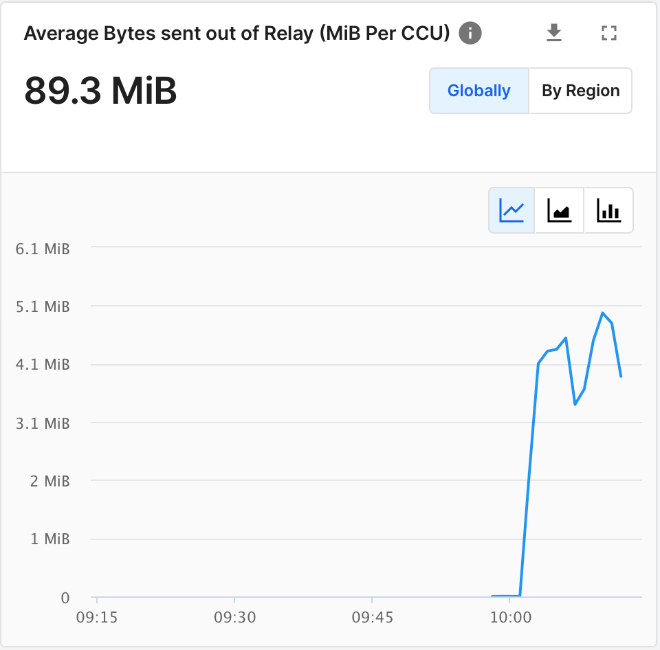 Average Bytes sent out of Relay (MiB Per CCU)
89.3 MiB
Globally
By Region
6.1 MiB
5.1 MiB
4.1 MiB
3.1 MiB
2 MiB
1 MiB
0
09:15
09:30
09:45
10:00